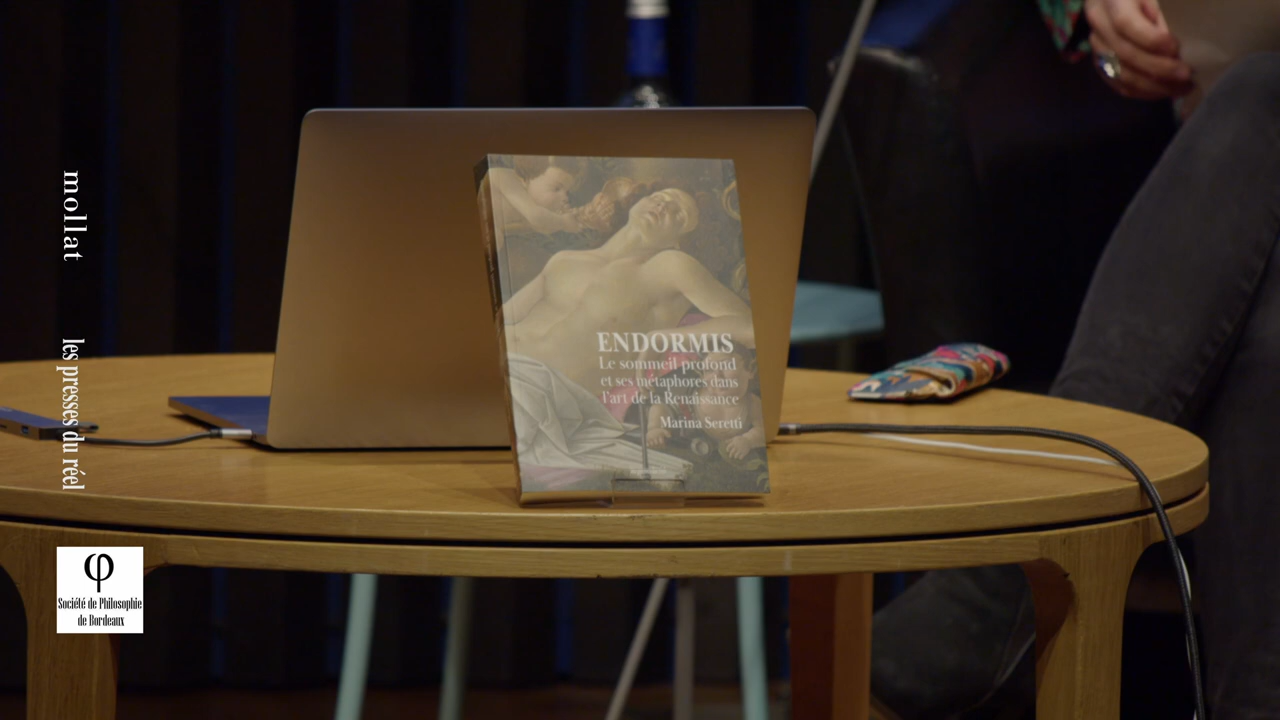 mollat
les presses du réel
φ
Société de Philosophie
de Bordeaux
ENDORMIS
Le sommeil profond
et ses métaphores dans
l'art de la Renaissance
Marina Seretti